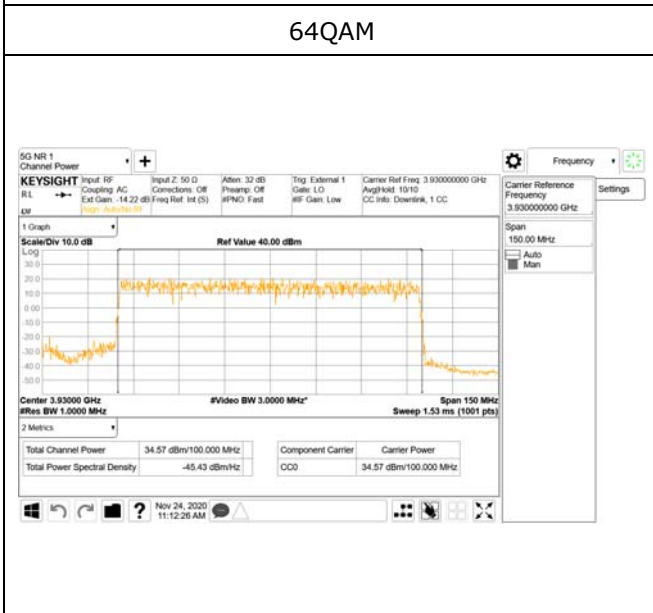 64QAM
5G NR 1
Channel Power
KEYSIGHT
RL
Input: RF
Coupling: AC
Ext Gain: -14.22 dB
Align: Auto/No RF
Input Z: 50 Ω
Corrections: Off
Freq Ref: Int (S)
Atten: 32 dB
Preamp: Off
#PNO: Fast
Trig: External 1
Gate: LO
#IF Gain: Low
Carrier Ref Freq: 3.930000000 GHz
Avg|Hold: 10/10
CC Info: Downlink, 1 CC
1 Graph
Scale/Div 10.0 dB
Ref Value 40.00 dBm
Log
30.0
20.0
10.0
0.00
-10.0
-20.0
-30.0
-40.0
-50.0
Center 3.93000 GHz
#Res BW 1.0000 MHz
#Video BW 3.0000 MHz*
Span 150 MHz
Sweep 1.53 ms (1001 pts)
2 Metrics
Total Channel Power 34.57 dBm/100.000 MHz
Total Power Spectral Density -45.43 dBm/Hz
Component Carrier Carrier Power
CC0 34.57 dBm/100.000 MHz
?
Nov 24, 2020
11:12:26 AM
Frequency
Settings
Carrier Reference
Frequency
3.930000000 GHz
Span
150.00 MHz
Auto
Man